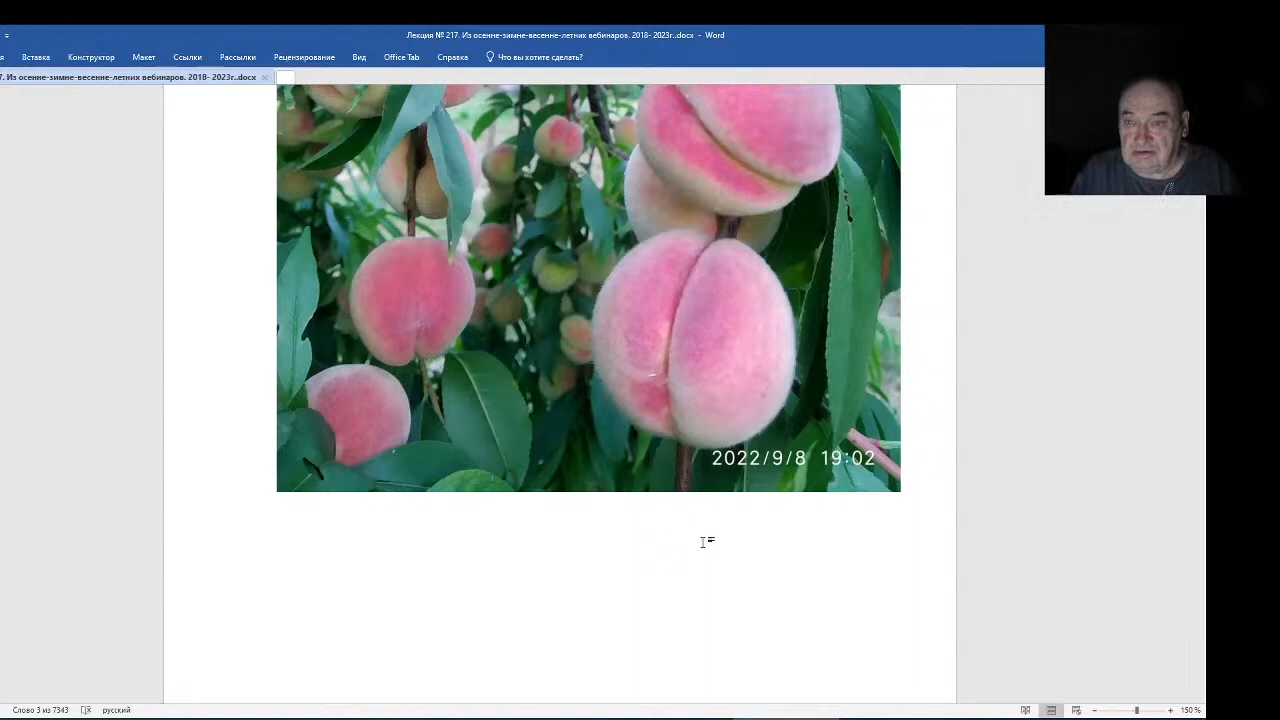 Лекция № 217. Из осенне-зимне-весенне-летних вебинаров. 2018- 2023г..docx - Word
Вставка Конструктор Макет Ссылки Рассылки Рецензирование Вид Office Tab Справка Что вы хотите сделать?
7. Из осенне-зимне-весенне-летних вебинаров. 2018- 2023г..docx
2022/9/8 19:02
Слово 3 из 7343 русский 150 %